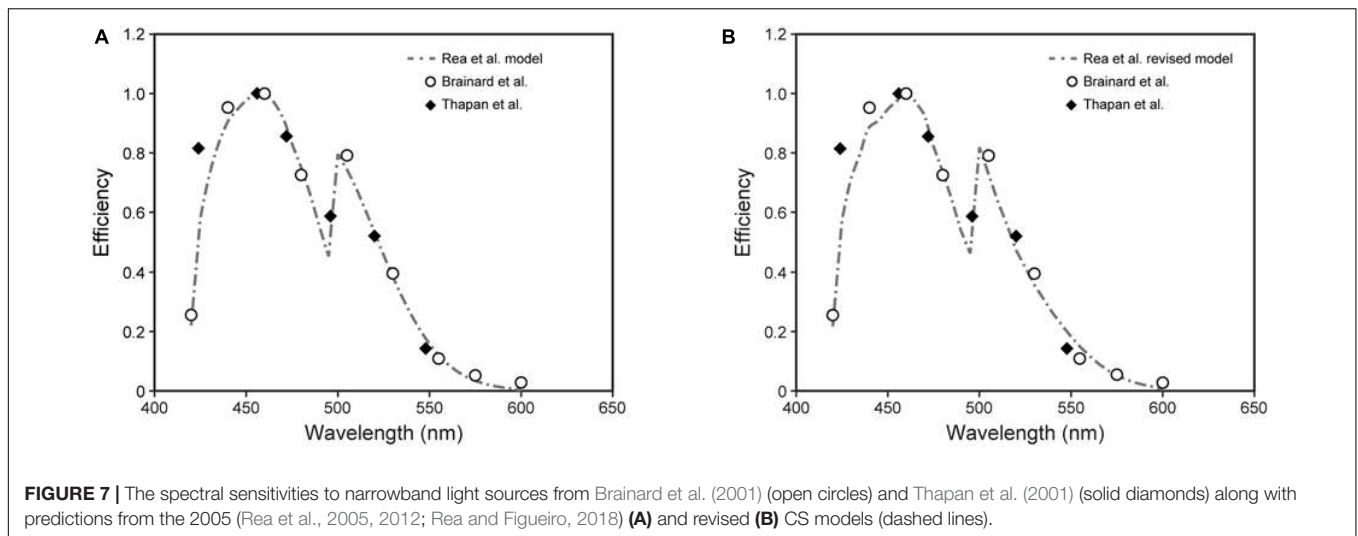 A
1.2
1.0
0.8
0.6
0.4
0.2
0
Efficiency
400
450
500
550
600
650
Wavelength (nm)
Rea et al. model
Brainard et al.
Thapan et al.
B
1.2
1.0
0.8
0.6
0.4
0.2
0
Efficiency
400
450
500
550
600
650
Wavelength (nm)
Rea et al. revised model
Brainard et al.
Thapan et al.
FIGURE 7 | The spectral sensitivities to narrowband light sources from Brainard et al. (2001) (open circles) and Thapan et al. (2001) (solid diamonds) along with
predictions from the 2005 (Rea et al., 2005, 2012; Rea and Figueiro, 2018) (A) and revised (B) CS models (dashed lines).